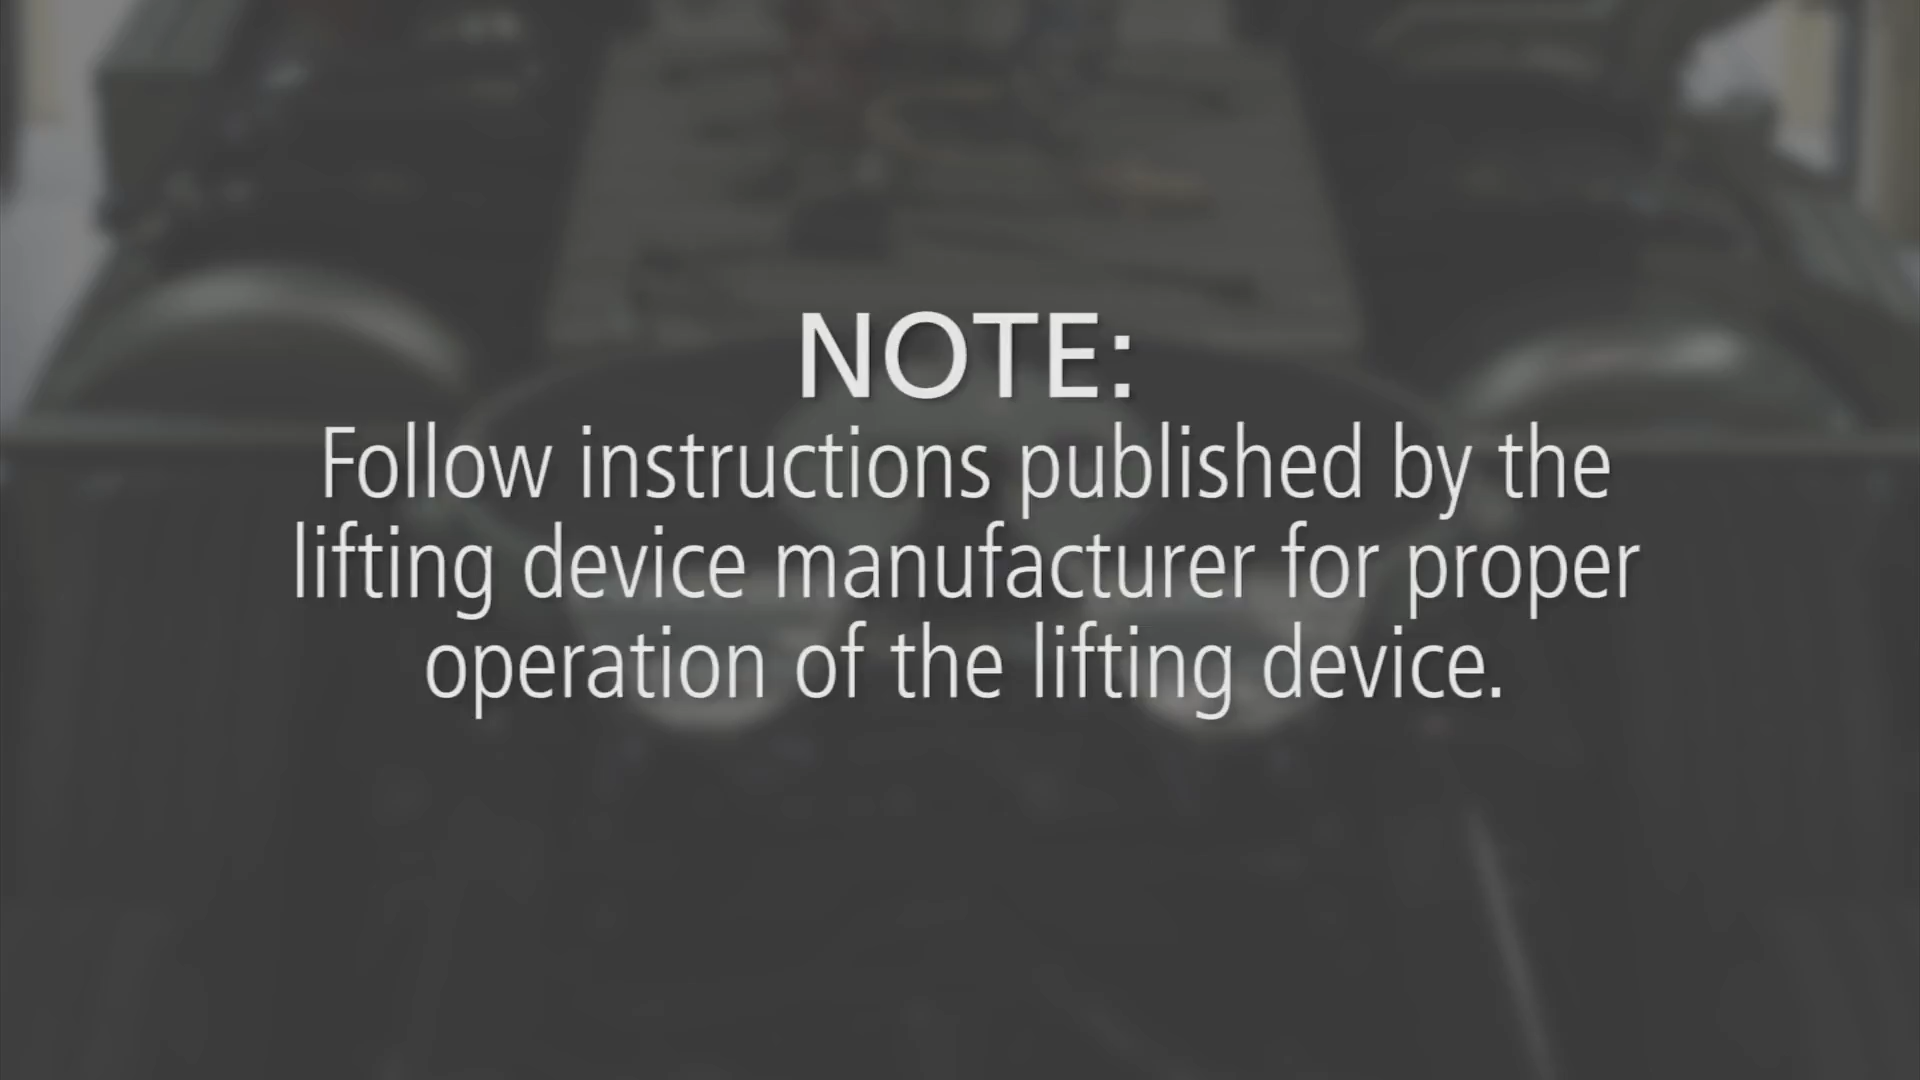 NOTE:
Follow instructions published by the
lifting device manufacturer for proper
operation of the lifting device.